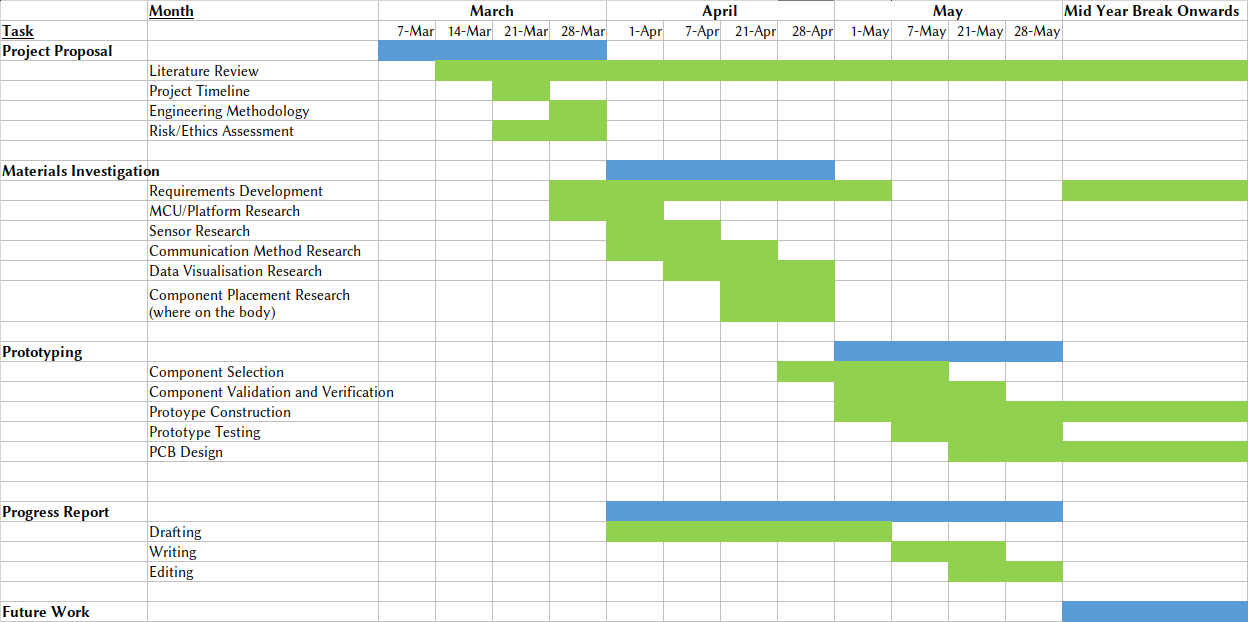 Month March April May Mid Year Break Onwards
Task 7-Mar 14-Mar 21-Mar 28-Mar 1-Apr 7-Apr 21-Apr 28-Apr 1-May 7-May 21-May 28-May
Project Proposal
Literature Review
Project Timeline
Engineering Methodology
Risk/Ethics Assessment
Materials Investigation
Requirements Development
MCU/Platform Research
Sensor Research
Communication Method Research
Data Visualisation Research
Component Placement Research
(where on the body)
Prototyping
Component Selection
Component Validation and Verification
Protoype Construction
Prototype Testing
PCB Design
Progress Report
Drafting
Writing
Editing
Future Work